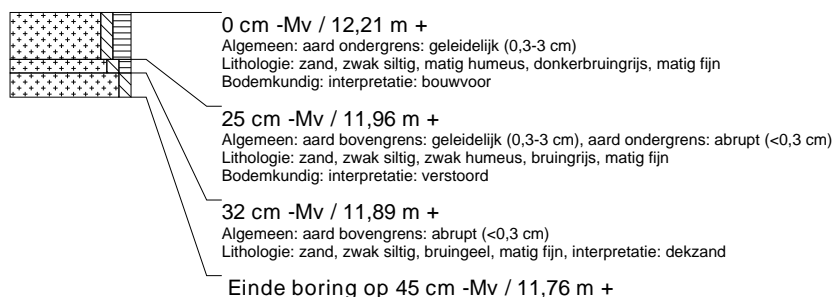 0 cm -Mv / 12,21 m +
Algemeen: aard ondergrens: geleidelijk (0,3-3 cm)
Lithologie: zand, zwak siltig, matig humeus, donkerbruingrijs, matig fijn
Bodemkundig: interpretatie: bouwvoor
25 cm -Mv / 11,96 m +
Algemeen: aard bovengrens: geleidelijk (0,3-3 cm), aard ondergrens: abrupt (<0,3 cm)
Lithologie: zand, zwak siltig, zwak humeus, bruingrijs, matig fijn
Bodemkundig: interpretatie: verstoord
32 cm -Mv / 11,89 m +
Algemeen: aard bovengrens: abrupt (<0,3 cm)
Lithologie: zand, zwak siltig, bruingeel, matig fijn, interpretatie: dekzand
Einde boring op 45 cm -Mv / 11,76 m +